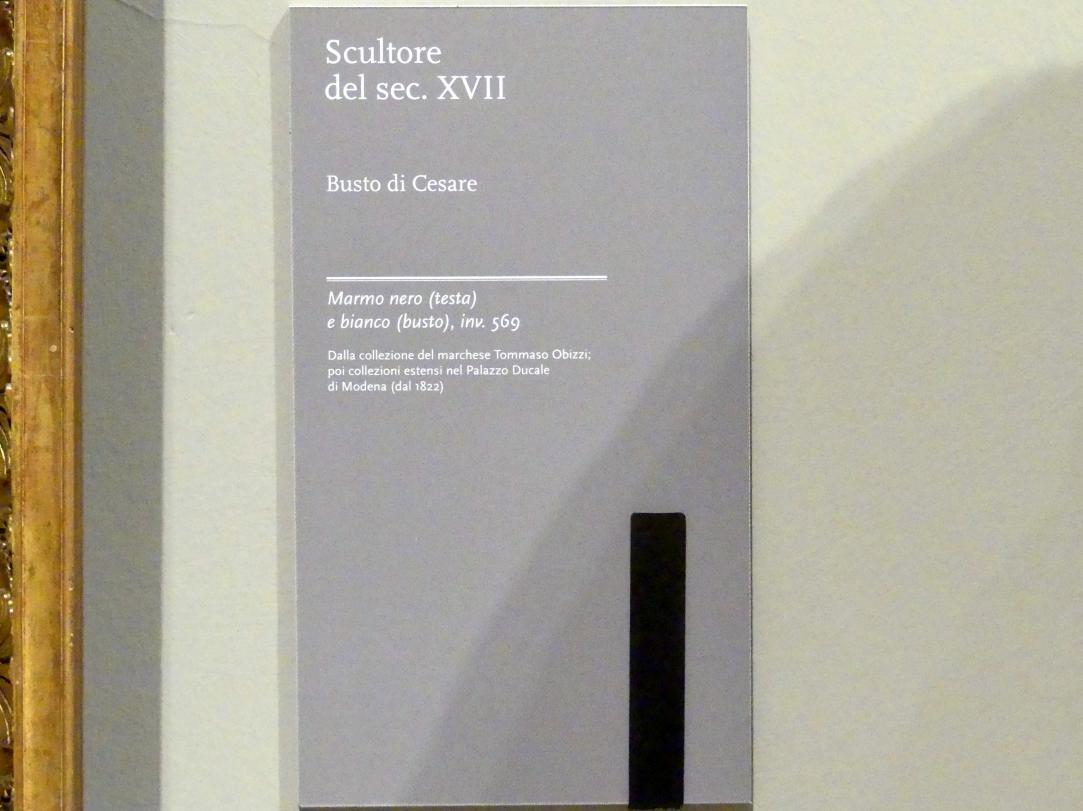 Scultore
del sec. XVII
Busto di Cesare
Marmo nero (testa)
e bianco (busto), inv. 569
Dalla collezione del marchese Tommaso Obizzi;
poi collezioni estensi nel Palazzo Ducale
di Modena (dal 1822)